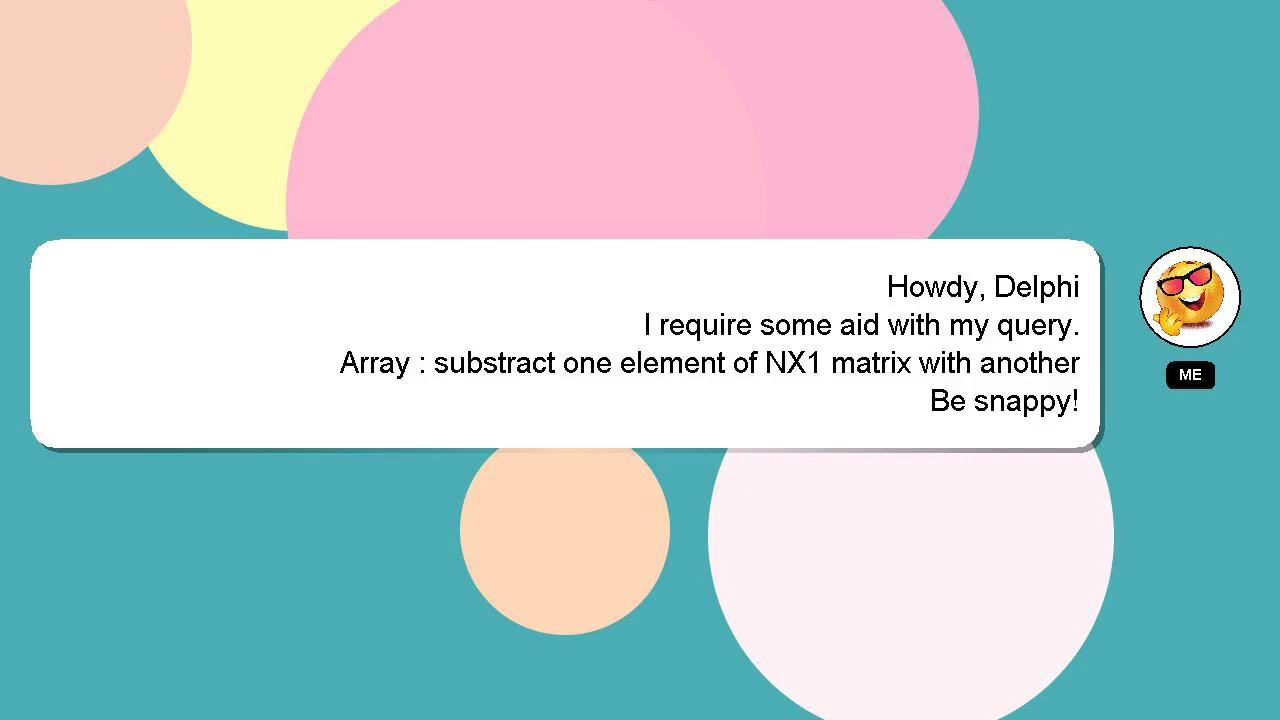 Howdy, Delphi
I require some aid with my query.
Array : substract one element of NX1 matrix with another
Be snappy!
ME